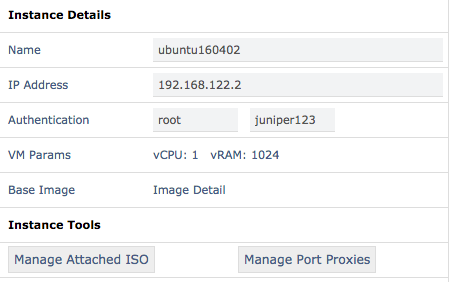 Instance Details
Name ubuntu160402
IP Address 192.168.122.2
Authentication root juniper123
VM Params vCPU: 1 vRAM: 1024
Base Image Image Detail
Instance Tools
Manage Attached ISO Manage Port Proxies